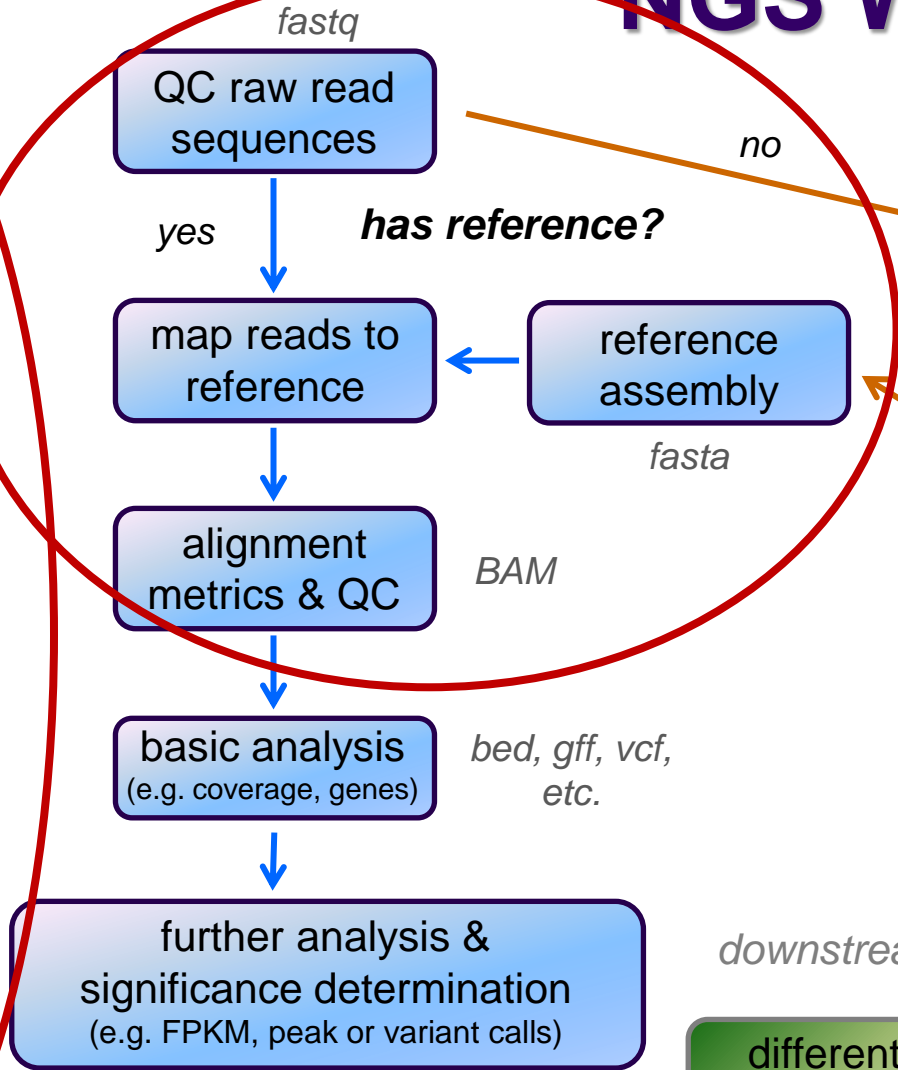 NGS
fastq
QC raw read
sequences
no
yes
has reference?
map reads to
reference
reference
assembly
fasta
alignment
metrics & QC
BAM
basic analysis
(e.g. coverage, genes)
bed, gff, vcf,
etc.
further analysis &
significance determination
(e.g. FPKM, peak or variant calls)